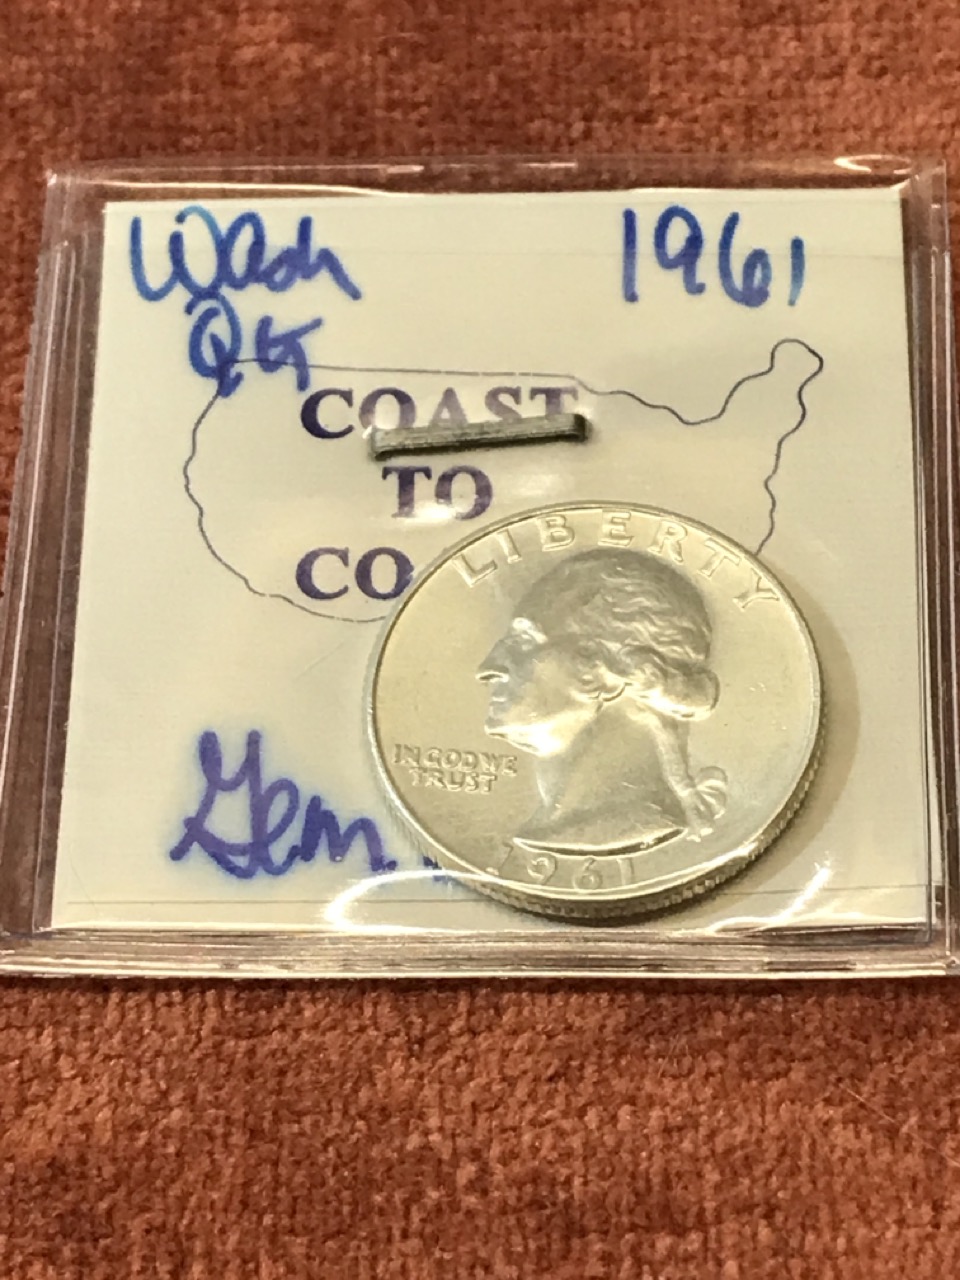 Wash 1961
Qtr
COAST
TO
CO
Gem
LIBERTY
IN GOD WE
TRUST
1961